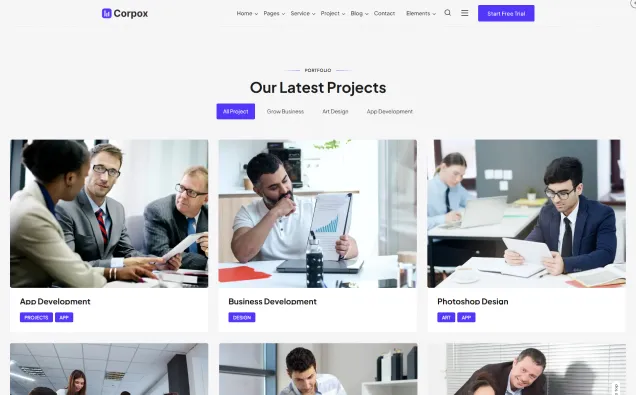 Corpox
Home Pages Service Project Blog Contact Elements Start Free Trial
PORTFOLIO
Our Latest Projects
All Project Grow Business Art Design App Development
App Development Business Development Photoshop Design
PROJECTS APP DESIGN ART APP